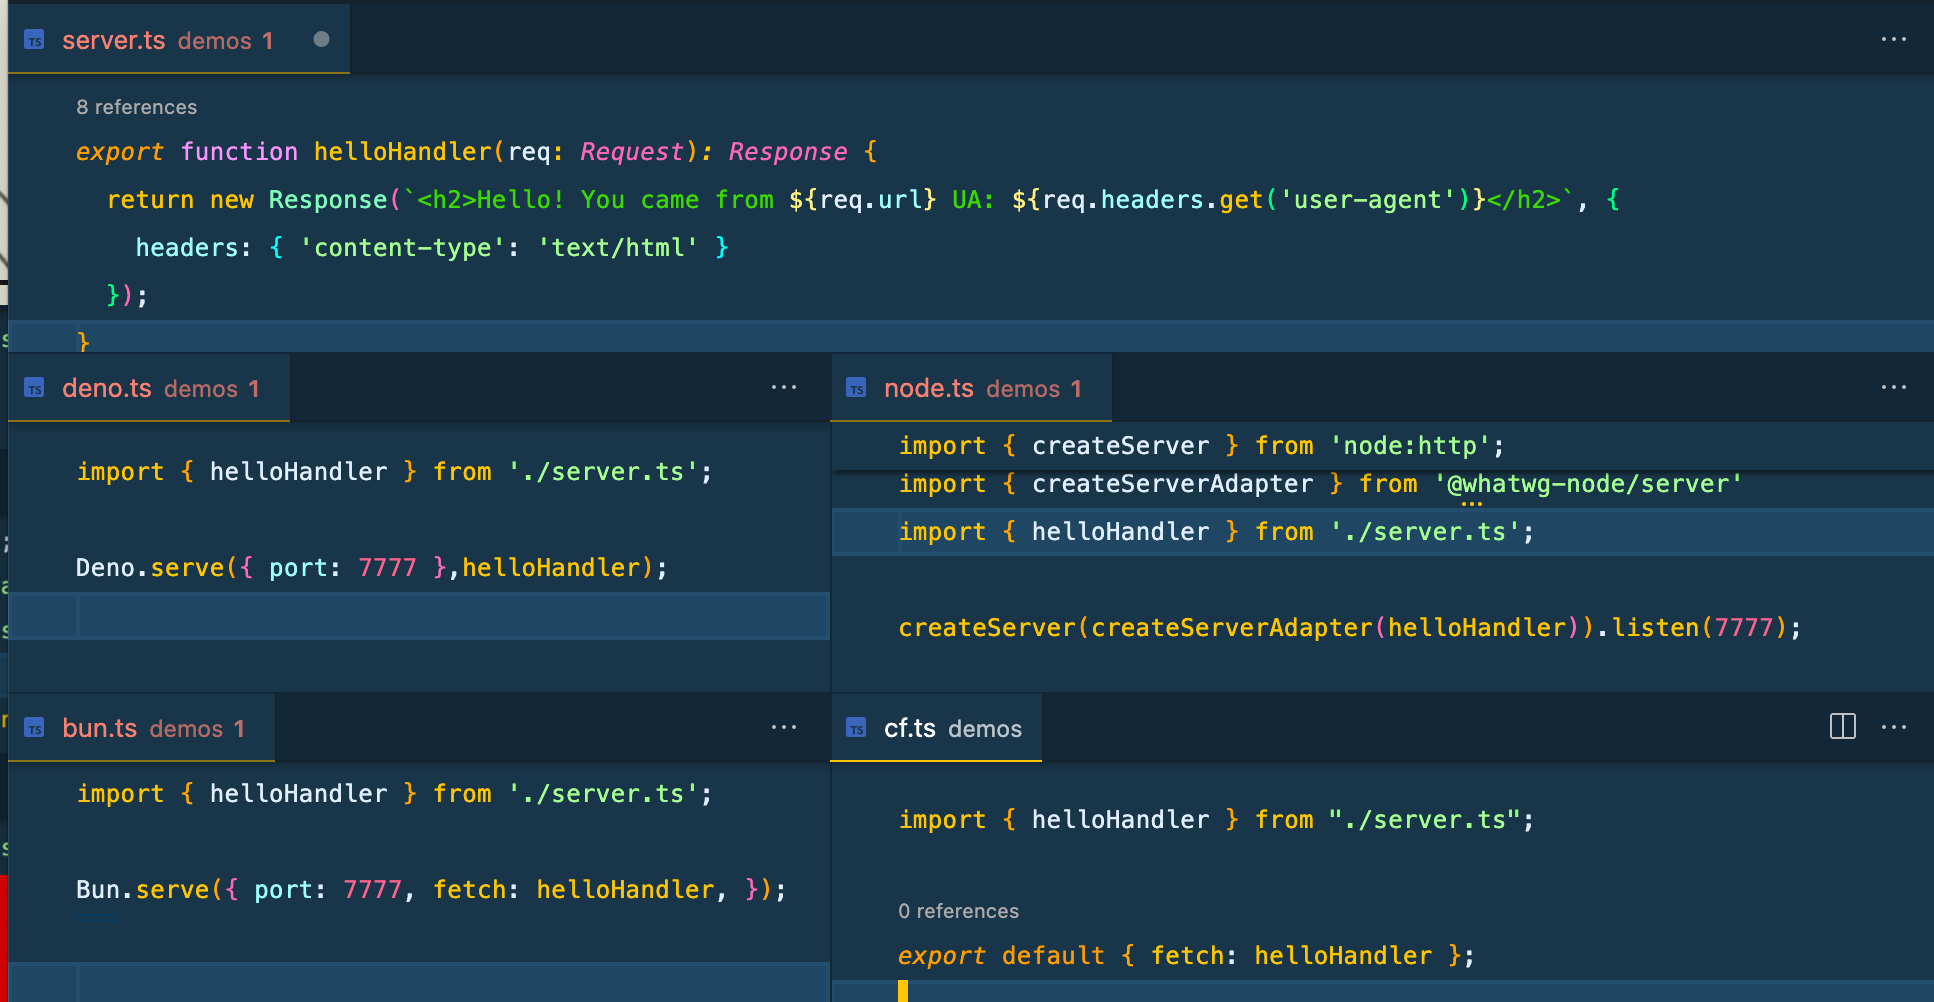 TS server.ts demos 1
8 references
export function helloHandler(req: Request): Response {
return new Response(`<h2>Hello! You came from ${req.url} UA: ${req.headers.get('user-agent')}</h2>`, {
headers: { 'content-type': 'text/html' }
});
}
TS deno.ts demos 1
import { helloHandler } from './server.ts';
Deno.serve({ port: 7777 },helloHandler);
TS node.ts demos 1
import { createServer } from 'node:http';
import { createServerAdapter } from '@whatwg-node/server'
import { helloHandler } from './server.ts';
createServer(createServerAdapter(helloHandler)).listen(7777);
TS bun.ts demos 1
import { helloHandler } from './server.ts';
Bun.serve({ port: 7777, fetch: helloHandler, });
TS cf.ts demos
import { helloHandler } from "./server.ts";
0 references
export default { fetch: helloHandler };